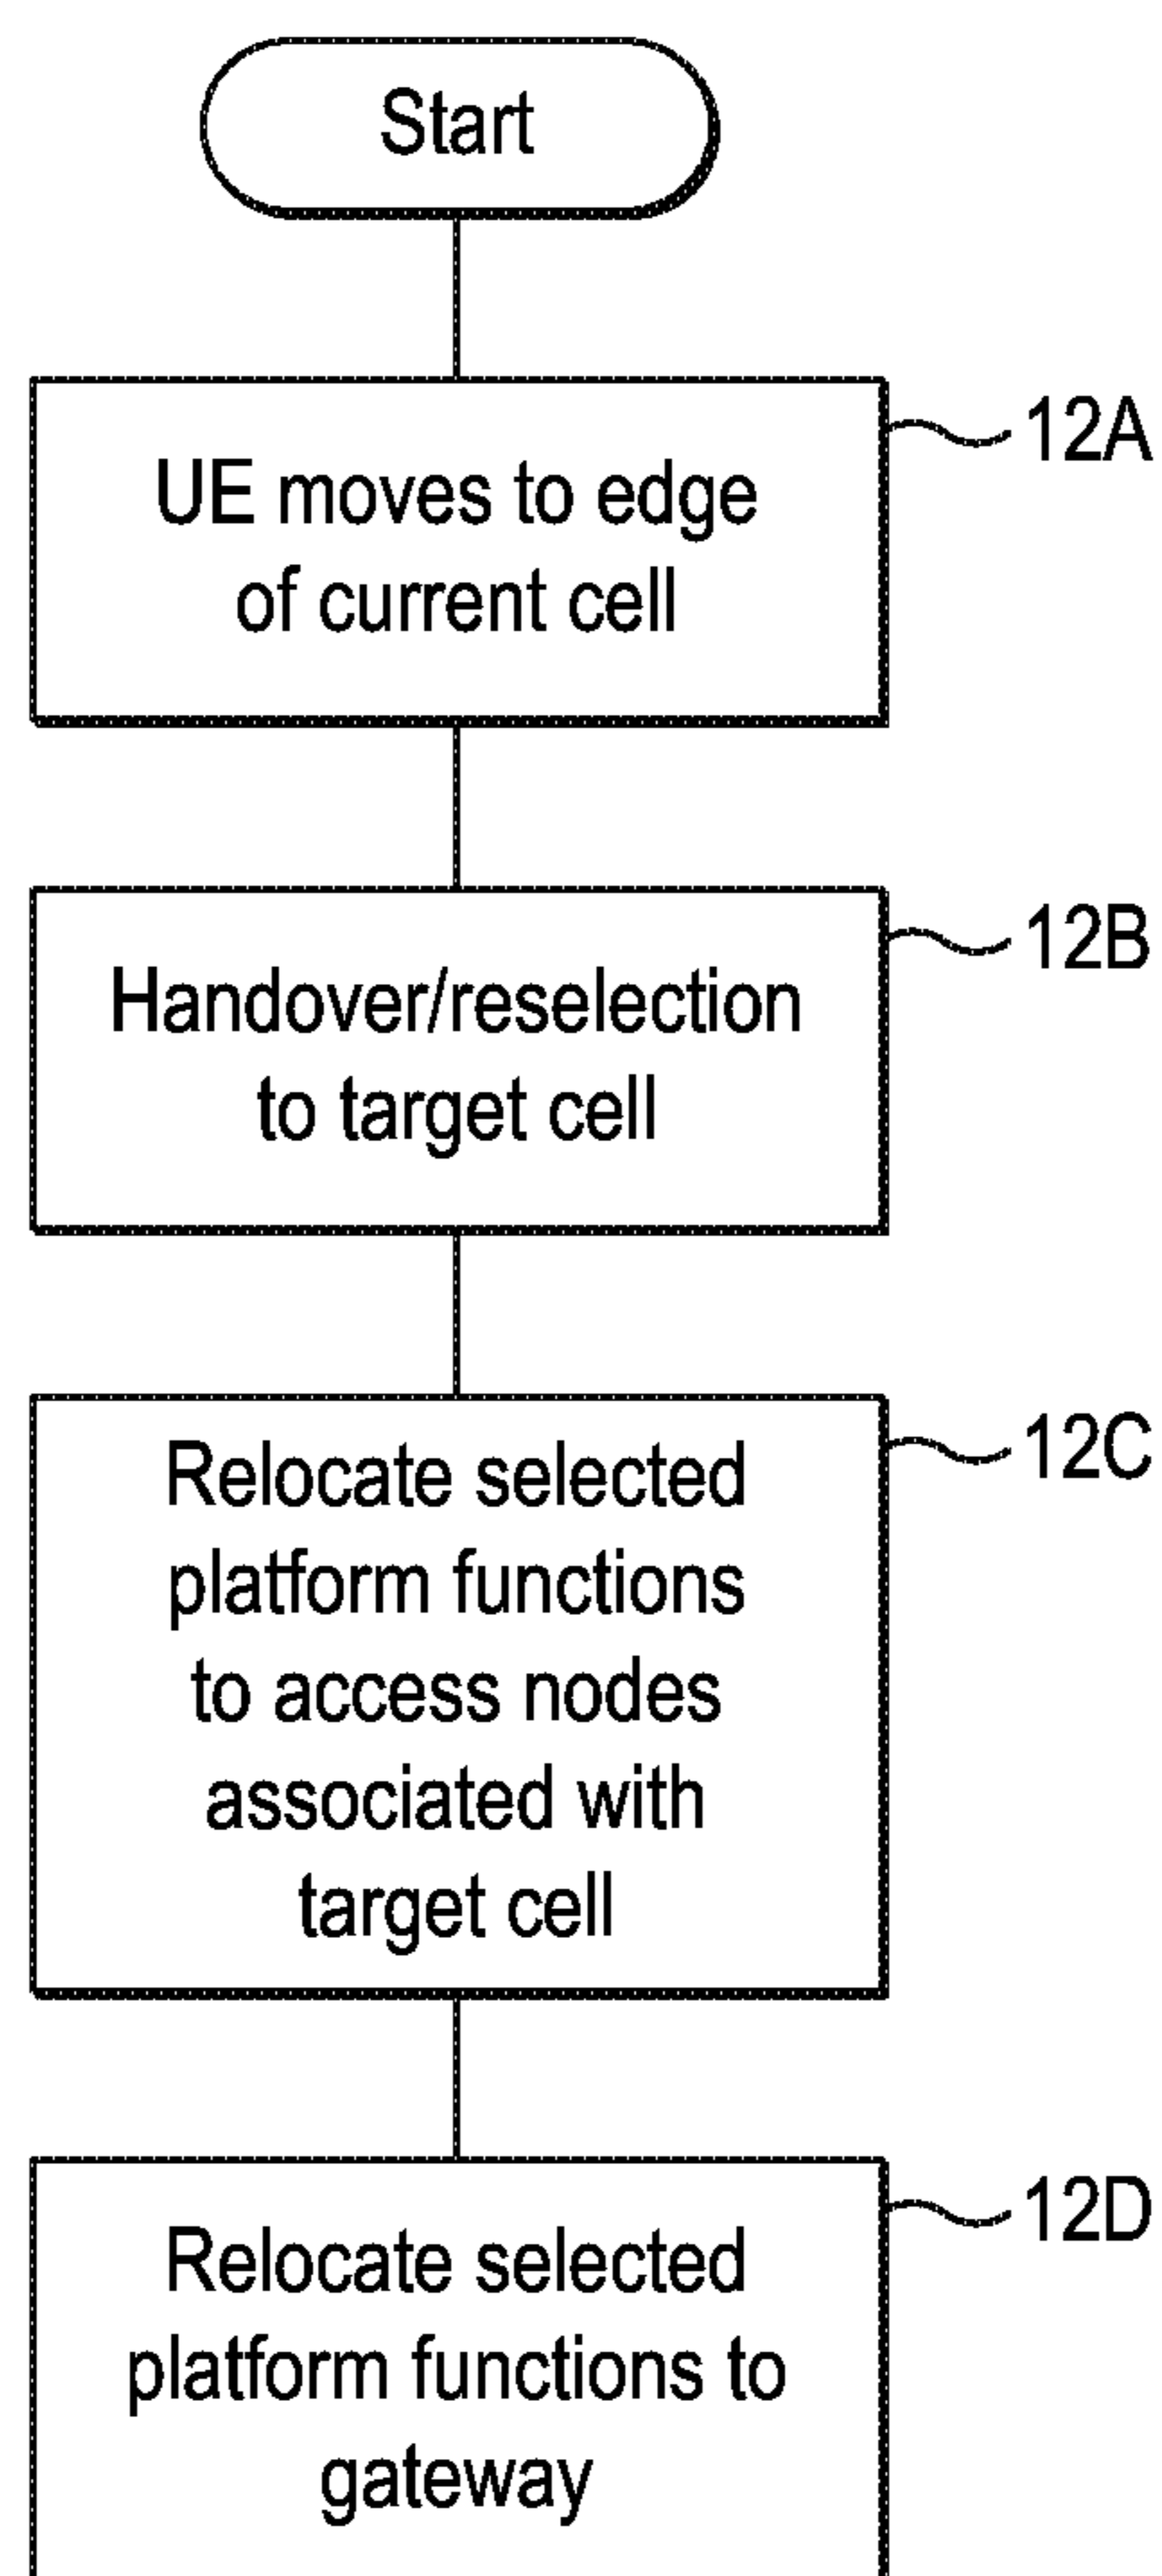 Start
12A
UE moves to edge
of current cell
12B
Handover/reselection
to target cell
12C
Relocate selected
platform functions
to access nodes
associated with
target cell
12D
Relocate selected
platform functions to
gateway